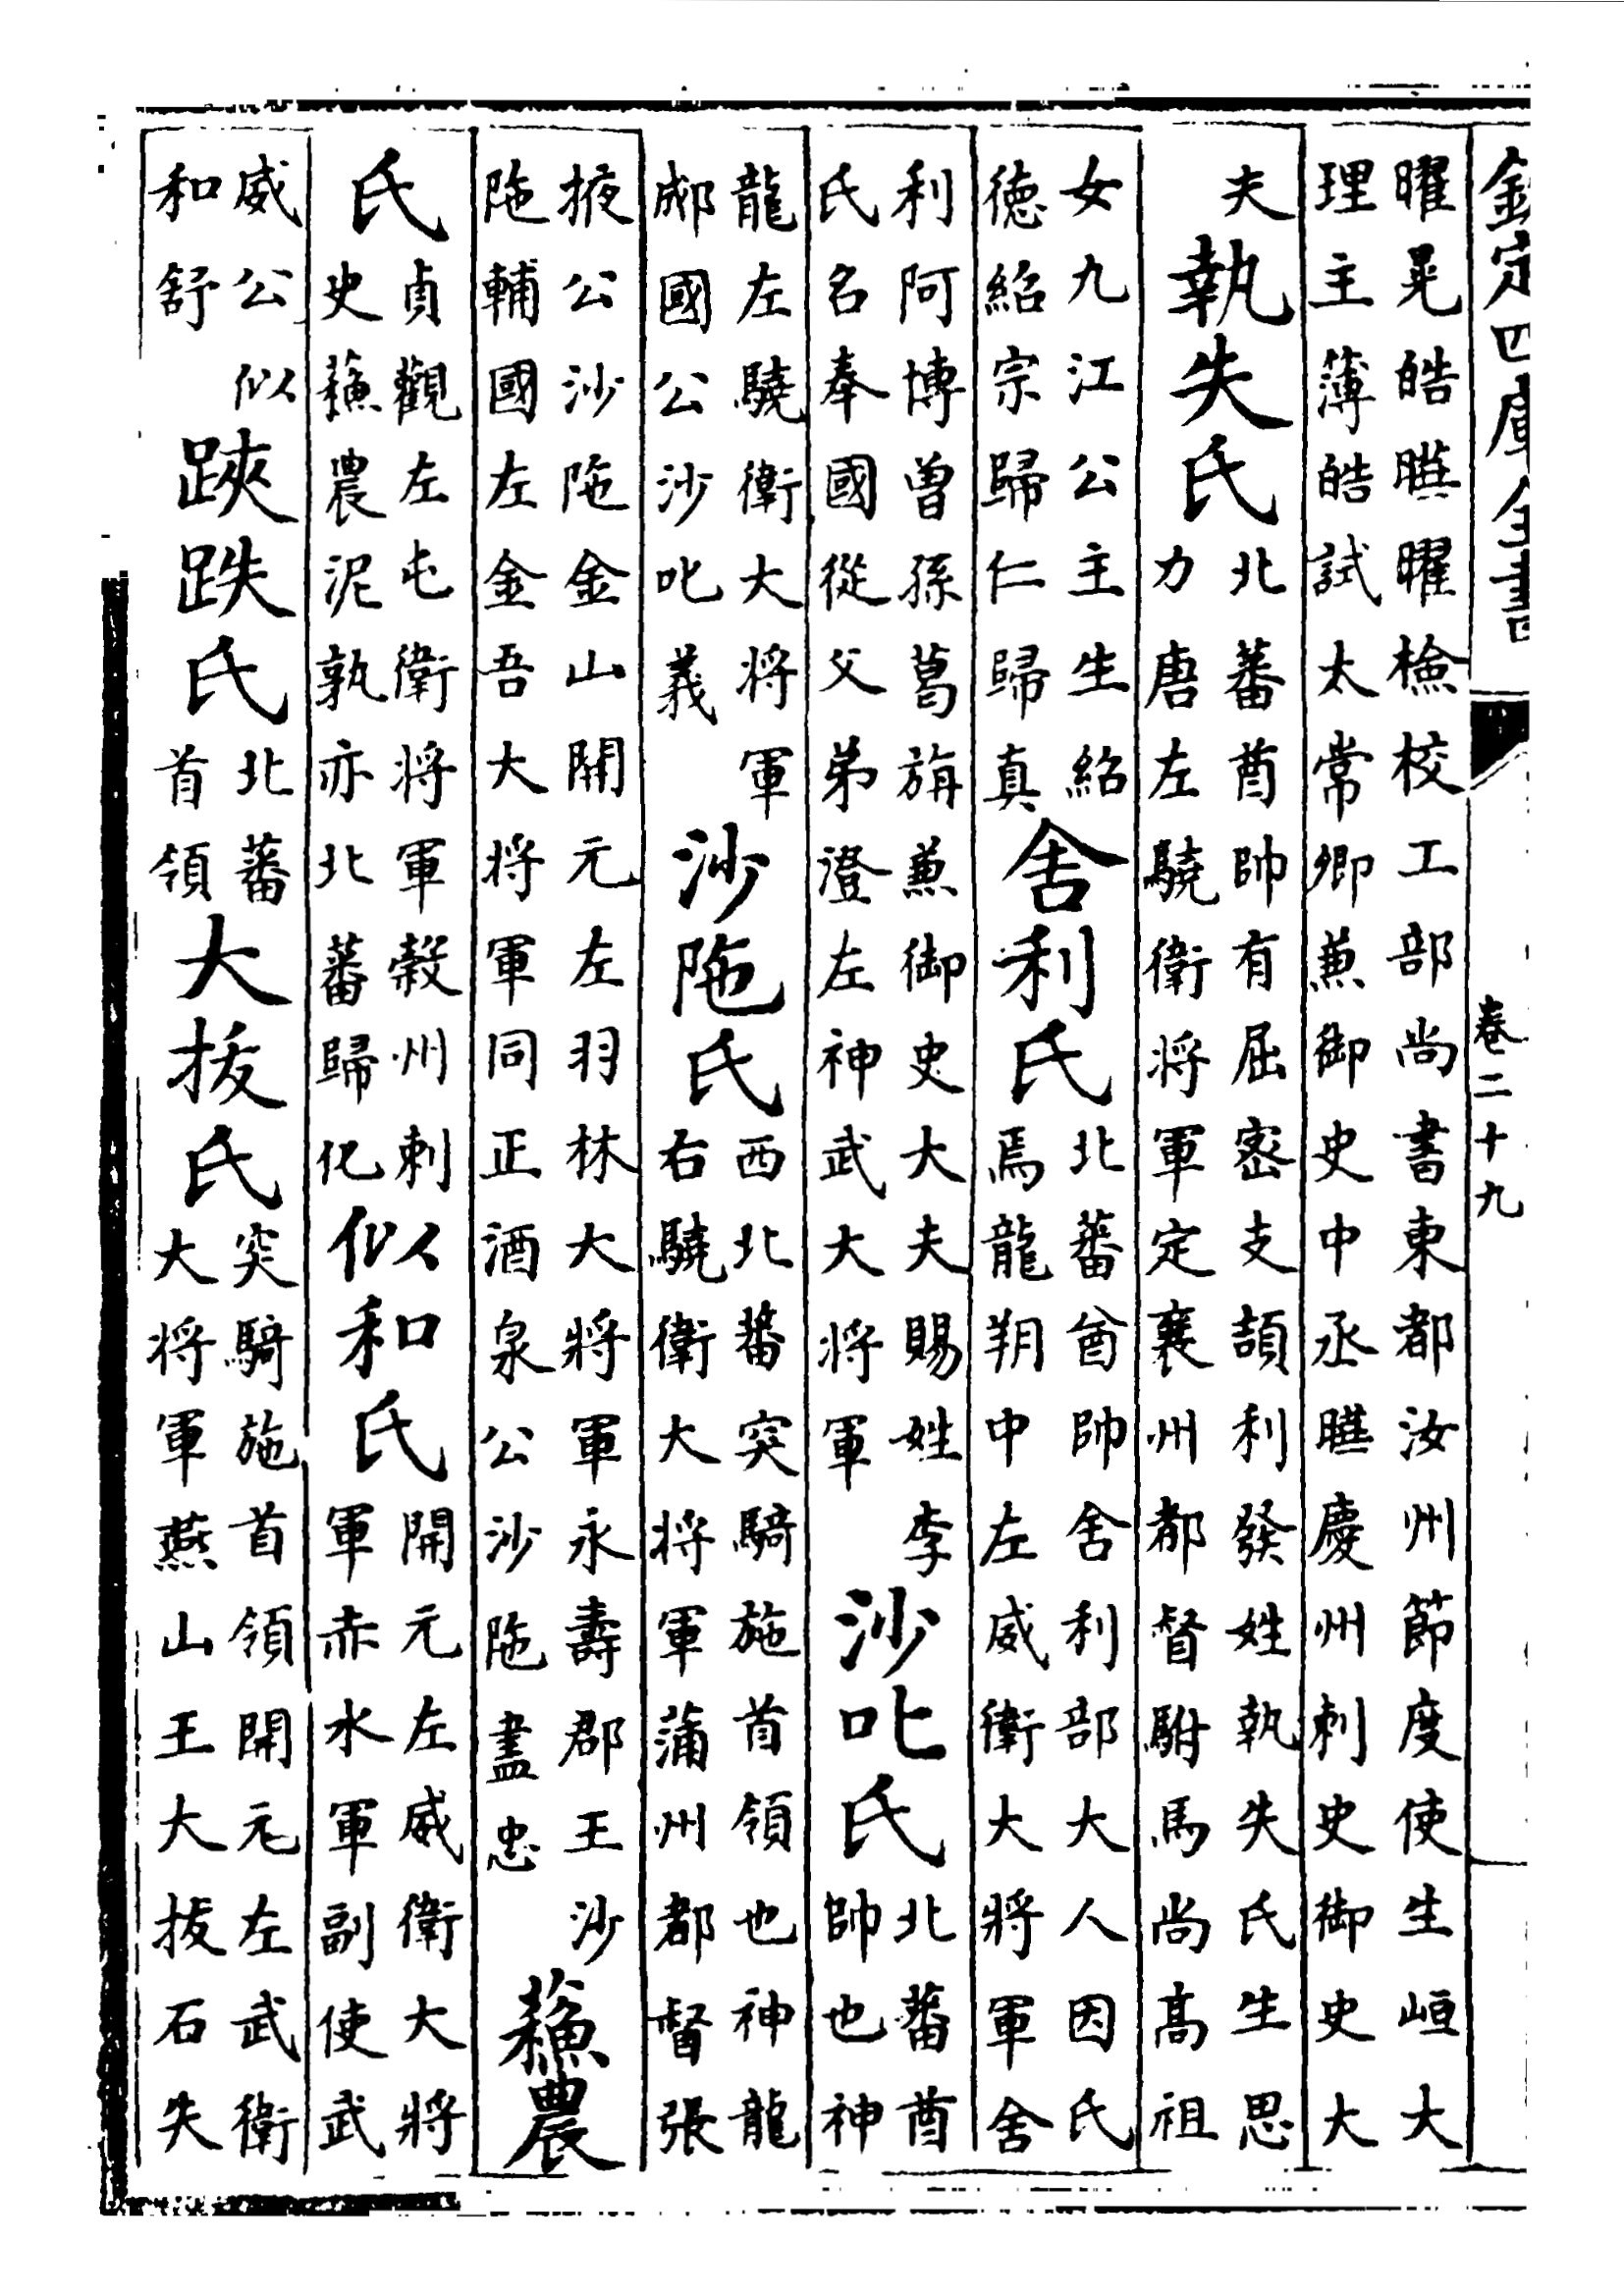 欽定四庫全書
卷二十九
曜晃皓曜檢校工部尚書東都汝州節度使生峘大
理主簿皓試太常卿兼御史中丞慶州刺史御史大
夫
執失氏
北蕃酋帥有屈密支頡利發姓執失氏生思
力唐左驍衛將軍定襄州都督駙馬尚高祖
女九江公主生紹
徳紹宗歸仁歸真
舍利氏
北蕃酋帥舍利部大人因氏
焉龍朔中左威衛大將軍舍
利阿博曽孫葛旃兼御史大夫賜姓李
氏名奉國從父弟澄左神武大將軍
沙叱氏
北蕃酋
帥也神
龍左驍衛大將軍
郕國公沙叱義
沙陁氏
西北蕃突騎施首領也神龍
右驍衛大將軍蒲州都督張
掖公沙陁金山開元左羽林大將軍永壽郡王沙
陁輔國左金吾大將軍同正酒泉公沙陁盡忠
蘓農
氏
貞觀左屯衛將軍榖州刺
史蘓農泥孰亦北蕃歸化
似和氏
開元左威衛大將
軍赤水軍副使武
威公似
和舒
𨁂跌氏
北蕃
首領
大拔氏
突騎施首領開元左武衛
大將軍燕山王大拔石失